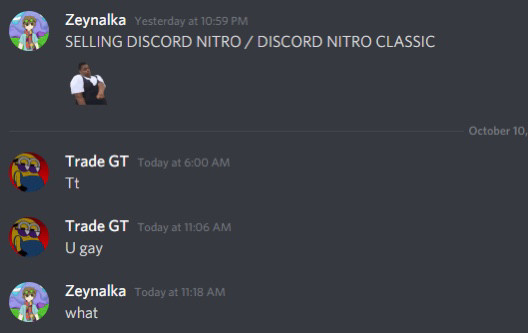 Zeynalka Yesterday at 10:59 PM
SELLING DISCORD NITRO / DISCORD NITRO CLASSIC
October 10,
Trade GT Today at 6:00 AM
Tt
Trade GT Today at 11:06 AM
U gay
Zeynalka Today at 11:18 AM
what